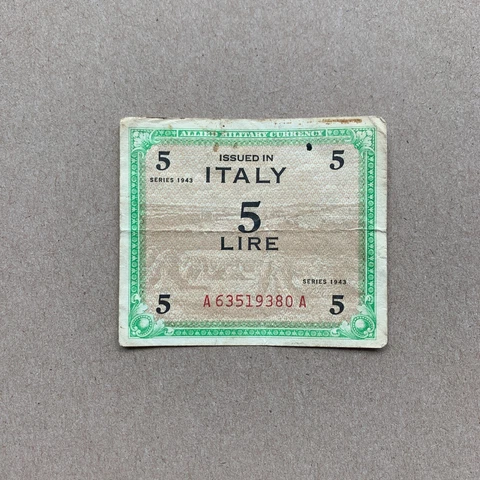 ALLIED MILITARY CURRENCY
5 ISSUED IN 5
SERIES 1943 ITALY
5
LIRE
SERIES 1943
5 A63519380A 5